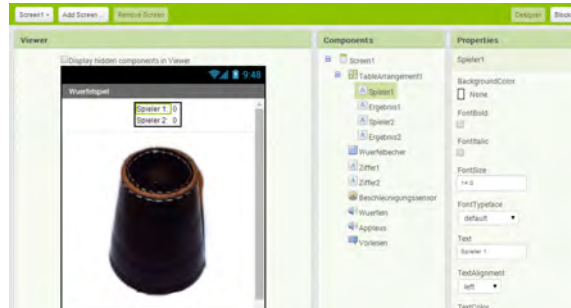 Screen1
Add Screen ...
Remove Screen
Designer
Block
Viewer
Display hidden components in Viewer
9:48
Wuerfelspiel
Spieler 1: 0
Spieler 2: 0
Components
Screen1
TableArrangement1
Spieler1
Ergebnis1
Spieler2
Ergebnis2
Wuerfelbecher
Ziffer1
Ziffer2
Beschleunigungssensor
Wuerfeln
Applaus
Vorlesen
Properties
Spieler1
BackgroundColor
None
FontBold
FontItalic
FontSize
14.0
FontTypeface
default
Text
Spieler 1:
TextAlignment
left
TextColor